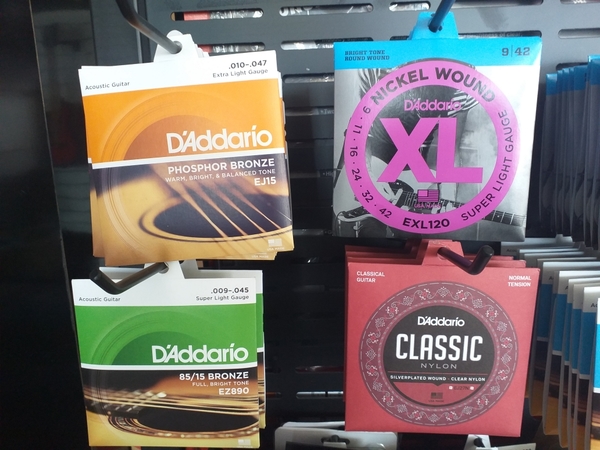 .010–.047
Extra Light Gauge
Acoustic Guitar
D'Addario
PHOSPHOR BRONZE
WARM, BRIGHT, & BALANCED TONE
EJ15
BRIGHT TONE
ROUND WOUND
9|42
NICKEL WOUND
D'Addario
XL
9 · 11 · 16 · 24 · 32 · 42
EXL120
SUPER LIGHT GAUGE
.009–.045
Super Light Gauge
Acoustic Guitar
D'Addario
85/15 BRONZE
FULL, BRIGHT TONE
EZ890
CLASSICAL
GUITAR
NORMAL
TENSION
D'Addario
CLASSIC
NYLON
SILVERPLATED WOUND · CLEAR NYLON